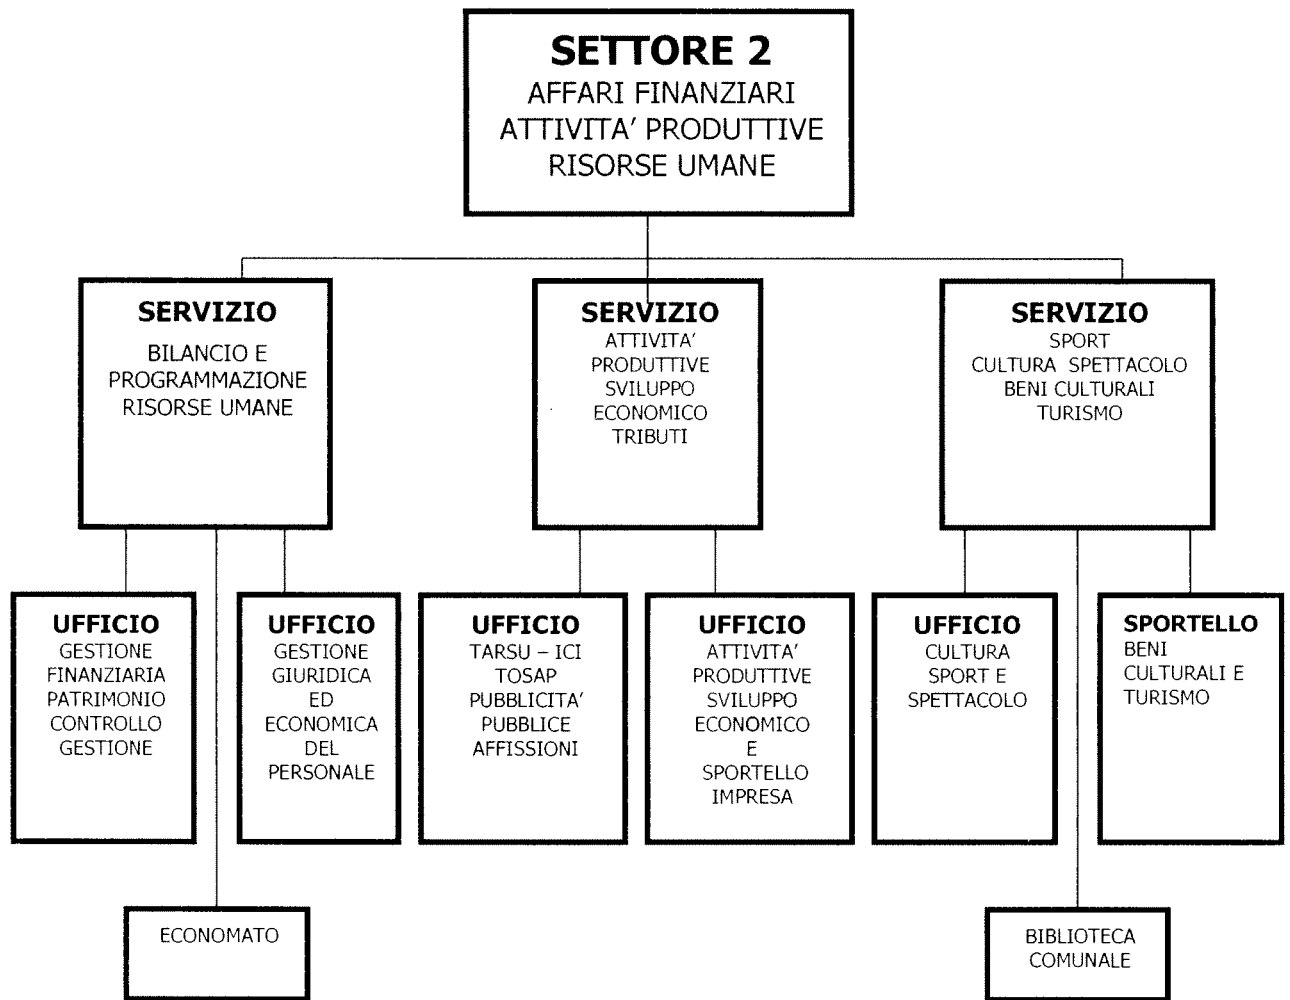 SETTORE 2
AFFARI FINANZIARI
ATTIVITA' PRODUTTIVE
RISORSE UMANE
SERVIZIO
BILANCIO E
PROGRAMMAZIONE
RISORSE UMANE
SERVIZIO
ATTIVITA'
PRODUTTIVE
SVILUPPO
ECONOMICO
TRIBUTI
SERVIZIO
SPORT
CULTURA SPETTACOLO
BENI CULTURALI
TURISMO
UFFICIO
GESTIONE
FINANZIARIA
PATRIMONIO
CONTROLLO
GESTIONE
UFFICIO
GESTIONE
GIURIDICA
ED
ECONOMICA
DEL
PERSONALE
UFFICIO
TARSU – ICI
TOSAP
PUBBLICITA'
PUBBLICE
AFFISSIONI
UFFICIO
ATTIVITA'
PRODUTTIVE
SVILUPPO
ECONOMICO
E
SPORTELLO
IMPRESA
UFFICIO
CULTURA
SPORT E
SPETTACOLO
SPORTELLO
BENI
CULTURALI E
TURISMO
ECONOMATO
BIBLIOTECA
COMUNALE